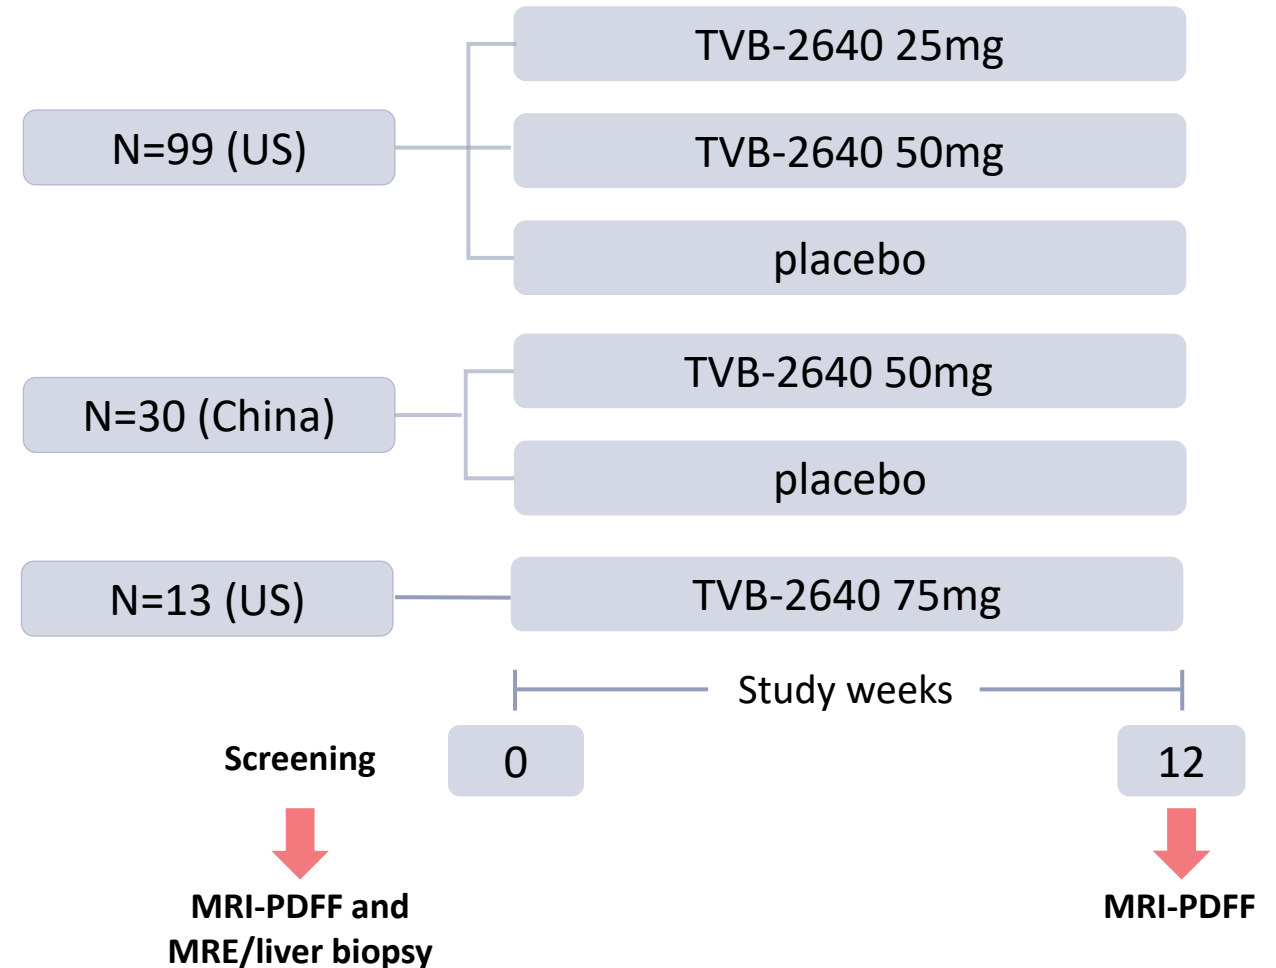 N=99 (US)
TVB-2640 25mg
TVB-2640 50mg
placebo
N=30 (China)
TVB-2640 50mg
placebo
N=13 (US)
TVB-2640 75mg
Study weeks
Screening
0
12
MRI-PDFF and
MRE/liver biopsy
MRI-PDFF